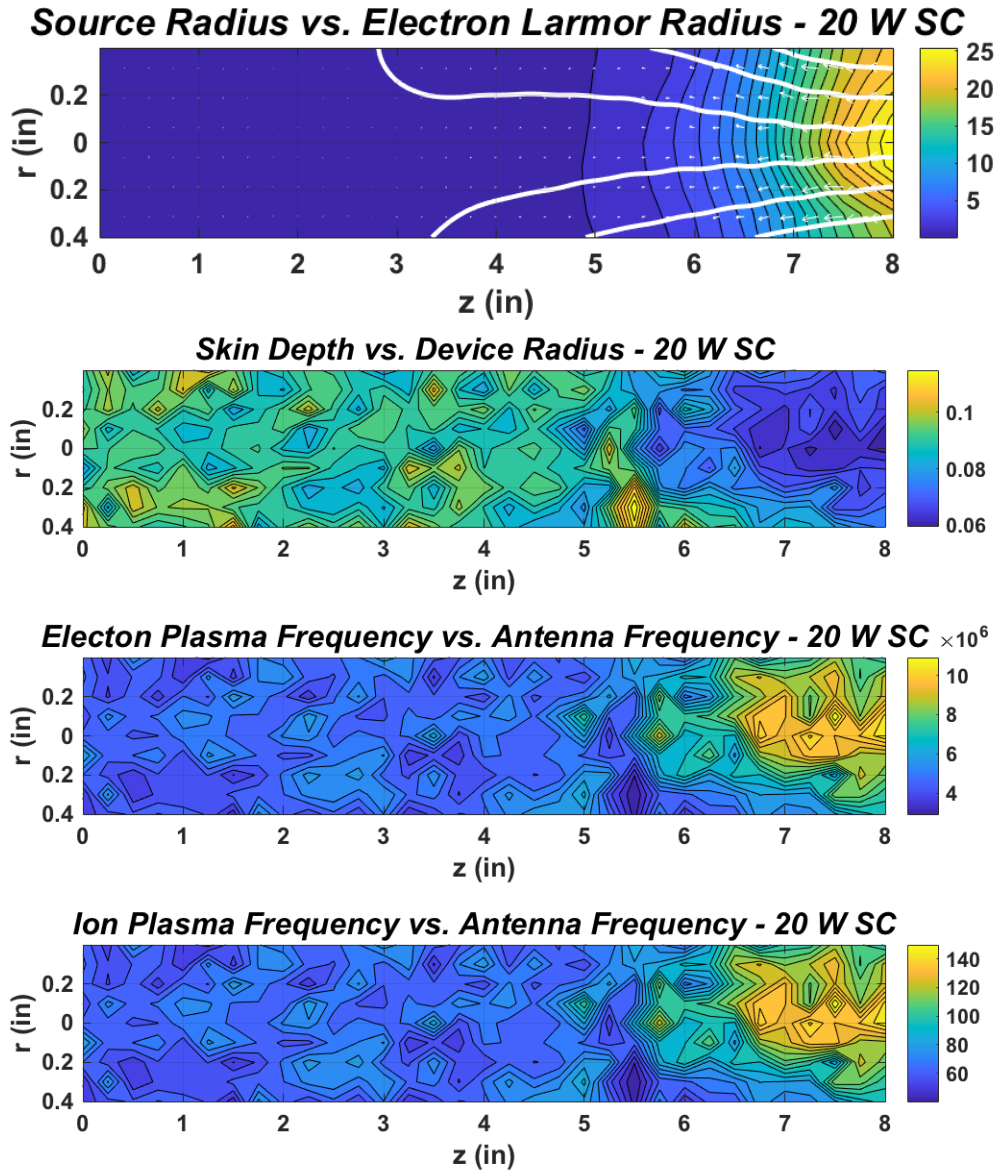 Source Radius vs. Electron Larmor Radius - 20 W SC
r (in)
0.2
0
0.2
0.4
0 1 2 3 4 5 6 7 8
z (in)
25
20
15
10
5
Skin Depth vs. Device Radius - 20 W SC
r (in)
0.2
0
0.2
0.4
0 1 2 3 4 5 6 7 8
z (in)
0.1
0.08
0.06
Electon Plasma Frequency vs. Antenna Frequency - 20 W SC ×10⁶
r (in)
0.2
0
0.2
0.4
0 1 2 3 4 5 6 7 8
z (in)
10
8
6
4
Ion Plasma Frequency vs. Antenna Frequency - 20 W SC
r (in)
0.2
0
0.2
0.4
0 1 2 3 4 5 6 7 8
z (in)
140
120
100
80
60